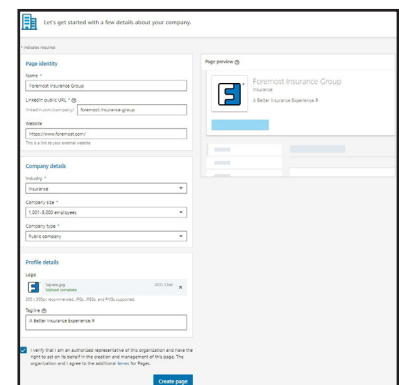 Let's get started with a few details about your company.
* indicates required
Page identity
Name *
Foremost Insurance Group
LinkedIn public URL *
linkedin.com/company/ foremost-insurance-group
Website
https://www.foremost.com/
This is a link to your external website.
Company details
Industry *
Insurance
Company size *
1,001-5,000 employees
Company type *
Public company
Profile details
Logo
Upload complete
300 x 300px recommended. JPGs, JPEGs, and PNGs supported.
Tagline
A Better Insurance Experience.®
I verify that I am an authorized representative of this organization and have the
right to act on its behalf in the creation and management of this page. The
organization and I agree to the additional terms for Pages.
Create page
Page preview
Foremost Insurance Group
Insurance
A Better Insurance Experience.®